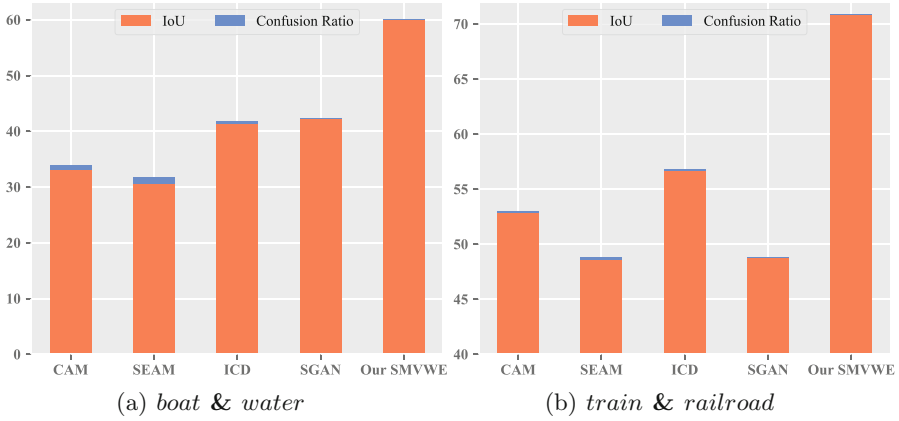 IoU Confusion Ratio
60
50
40
30
20
10
0
CAM SEAM ICD SGAN Our SMVWE
(a) boat & water
IoU Confusion Ratio
70
65
60
55
50
45
40
CAM SEAM ICD SGAN Our SMVWE
(b) train & railroad